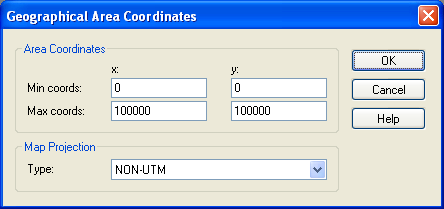 Geographical Area Coordinates
Area Coordinates
x: y:
Min coords: 0 0
Max coords: 100000 100000
Map Projection
Type: NON-UTM
OK
Cancel
Help